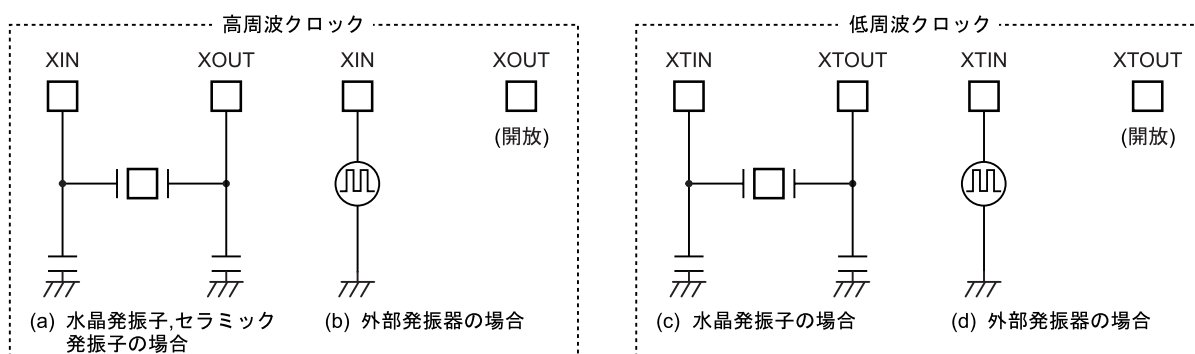 高周波クロック
XIN
XOUT
XIN
XOUT
(開放)
(a) 水晶発振子,セラミック
発振子の場合
(b) 外部発振器の場合
低周波クロック
XTIN
XTOUT
XTIN
XTOUT
(開放)
(c) 水晶発振子の場合
(d) 外部発振器の場合